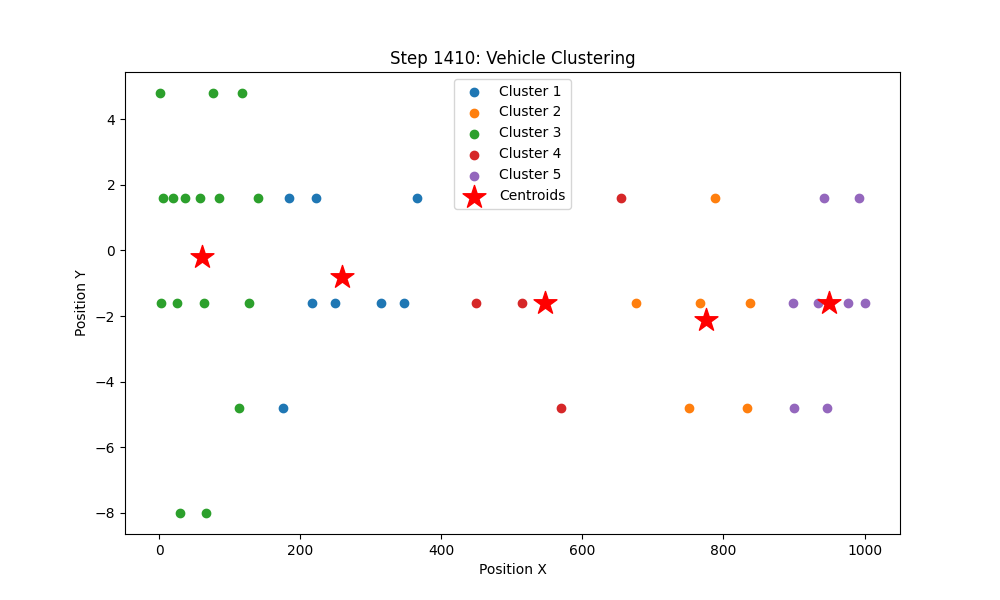 Step 1410: Vehicle Clustering
Cluster 1
Cluster 2
Cluster 3
Cluster 4
Cluster 5
Centroids
4
2
0
−2
−4
−6
−8
Position Y
0 200 400 600 800 1000
Position X